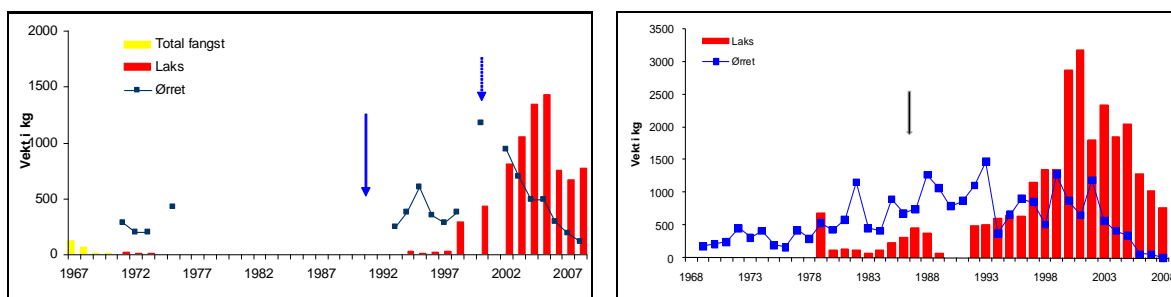 Vekt i kg
2000
1500
1000
500
0
Total fangst
Laks
Ørret
1967 1972 1977 1982 1987 1992 1997 2002 2007
Vekt i kg
3500
3000
2500
2000
1500
1000
500
0
Laks
Ørret
1968 1973 1978 1983 1988 1993 1998 2003 2008